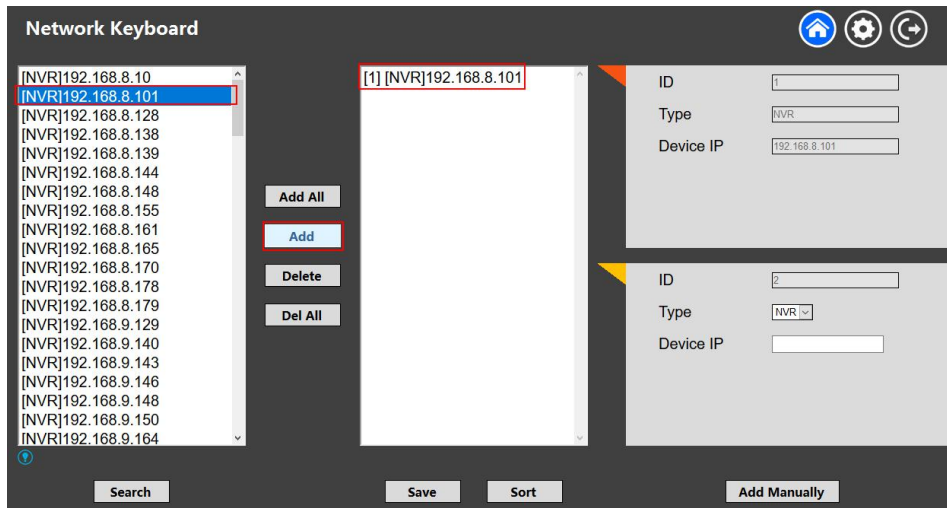 Network Keyboard
[NVR]192.168.8.10
[NVR]192.168.8.101
[NVR]192.168.8.128
[NVR]192.168.8.138
[NVR]192.168.8.139
[NVR]192.168.8.144
[NVR]192.168.8.148
[NVR]192.168.8.155
[NVR]192.168.8.161
[NVR]192.168.8.165
[NVR]192.168.8.170
[NVR]192.168.8.178
[NVR]192.168.8.179
[NVR]192.168.9.129
[NVR]192.168.9.140
[NVR]192.168.9.143
[NVR]192.168.9.146
[NVR]192.168.9.148
[NVR]192.168.9.150
[NVR]192.168.9.164
Search
Add All
Add
Delete
Del All
[1] [NVR]192.168.8.101
Save
Sort
ID 1
Type NVR
Device IP 192.168.8.101
ID 2
Type NVR
Device IP
Add Manually